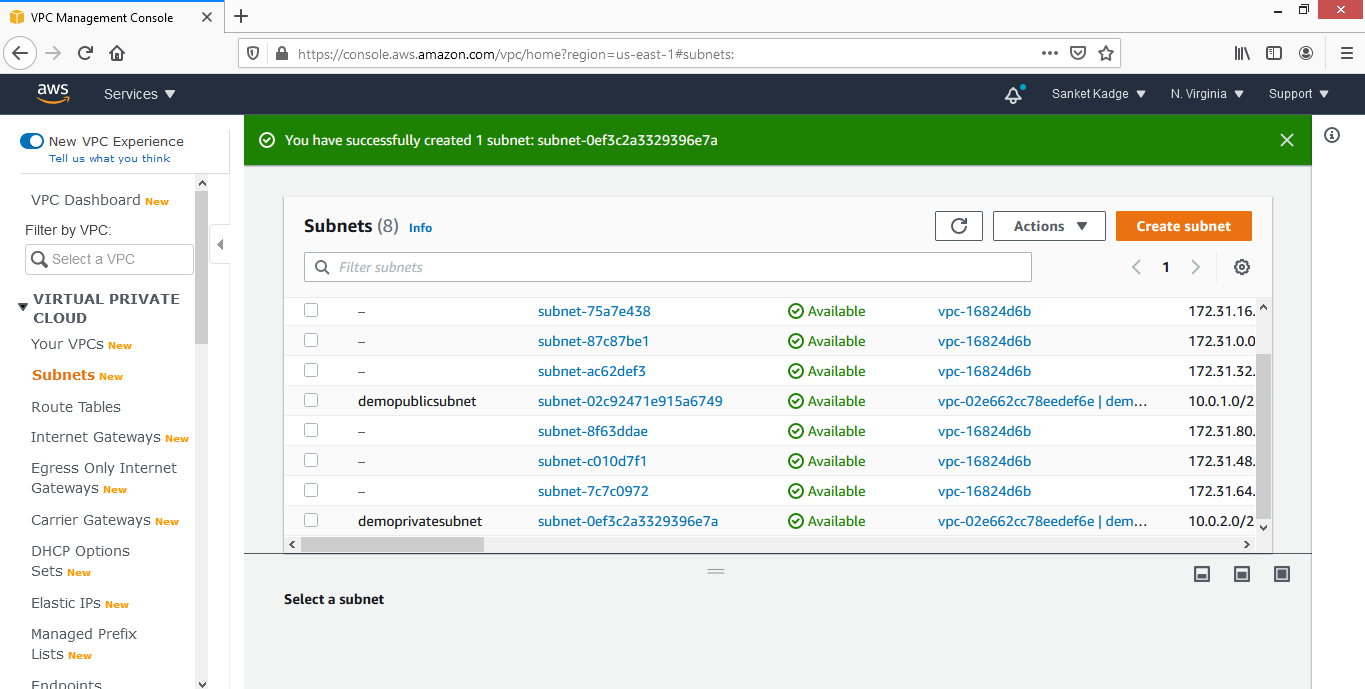 VPC Management Console
https://console.aws.amazon.com/vpc/home?region=us-east-1#subnets:
aws
Services
Sanket Kadge
N. Virginia
Support
New VPC Experience
Tell us what you think
You have successfully created 1 subnet: subnet-0ef3c2a3329396e7a
VPC Dashboard New
Filter by VPC:
Select a VPC
VIRTUAL PRIVATE
CLOUD
Your VPCs New
Subnets New
Route Tables
Internet Gateways New
Egress Only Internet
Gateways New
Carrier Gateways New
DHCP Options
Sets New
Elastic IPs New
Managed Prefix
Lists New
Endpoints
Subnets (8) Info
Actions
Create subnet
Filter subnets
1
– subnet-75a7e438 Available vpc-16824d6b 172.31.16.
– subnet-87c87be1 Available vpc-16824d6b 172.31.0.0
– subnet-ac62def3 Available vpc-16824d6b 172.31.32.
demopublicsubnet subnet-02c92471e915a6749 Available vpc-02e662cc78eedef6e | dem... 10.0.1.0/2
– subnet-8f63ddae Available vpc-16824d6b 172.31.80.
– subnet-c010d7f1 Available vpc-16824d6b 172.31.48.
– subnet-7c7c0972 Available vpc-16824d6b 172.31.64.
demoprivatesubnet subnet-0ef3c2a3329396e7a Available vpc-02e662cc78eedef6e | dem... 10.0.2.0/2
Select a subnet